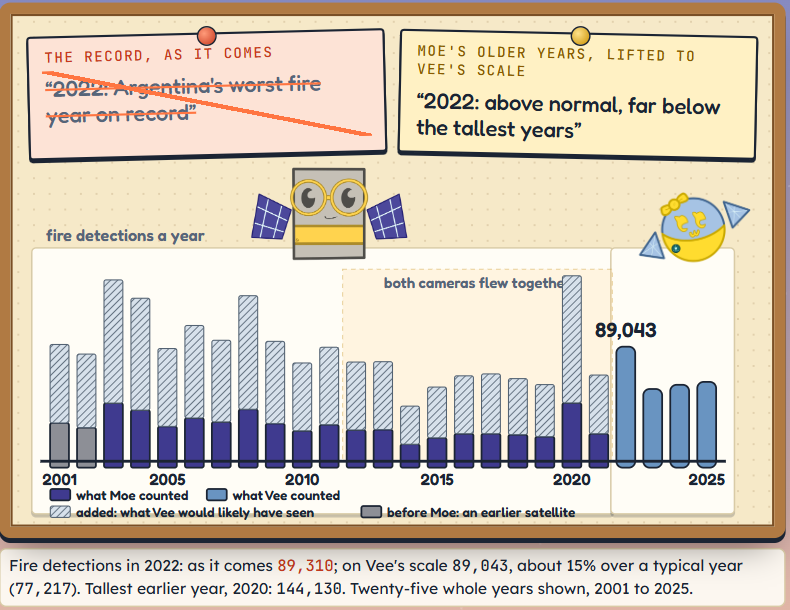 THE RECORD, AS IT COMES
“2022: Argentina's worst fire
year on record”
MOE'S OLDER YEARS, LIFTED TO
VEE'S SCALE
“2022: above normal, far below
the tallest years”
fire detections a year
both cameras flew togethe
89,043
2001 2005 2010 2015 2020 2025
what Moe counted what Vee counted
added: what Vee would likely have seen before Moe: an earlier satellite
Fire detections in 2022: as it comes 89,310; on Vee's scale 89,043, about 15% over a typical year
(77,217). Tallest earlier year, 2020: 144,130. Twenty-five whole years shown, 2001 to 2025.